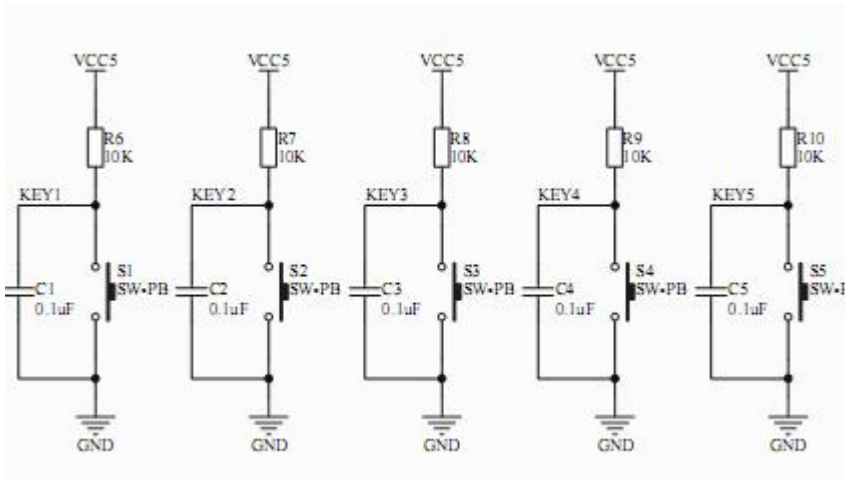 VCC5 VCC5 VCC5 VCC5 VCC5
R6 R7 R8 R9 R10
10K 10K 10K 10K 10K
KEY1 KEY2 KEY3 KEY4 KEY5
S1 S2 S3 S4 S5
C1 SW-PB C2 SW-PB C3 SW-PB C4 SW-PB C5
0.1uF 0.1uF 0.1uF 0.1uF 0.1uF
GND GND GND GND GND